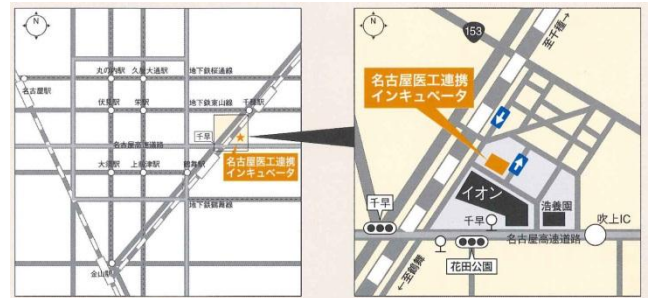 N
丸の内駅 久屋大通駅 地下鉄桜通線
名古屋駅
伏見駅 栄駅 地下鉄東山線 千種駅
千早
名古屋高速道路
名古屋医工連携
インキュベータ
大須駅 上前津駅 鶴舞駅
地下鉄鶴舞線
金山駅
N
153
至千種→
名古屋医工連携
インキュベータ
イオン
千早
千早
浩養園
吹上IC
名古屋高速道路
花田公園
←至鶴舞